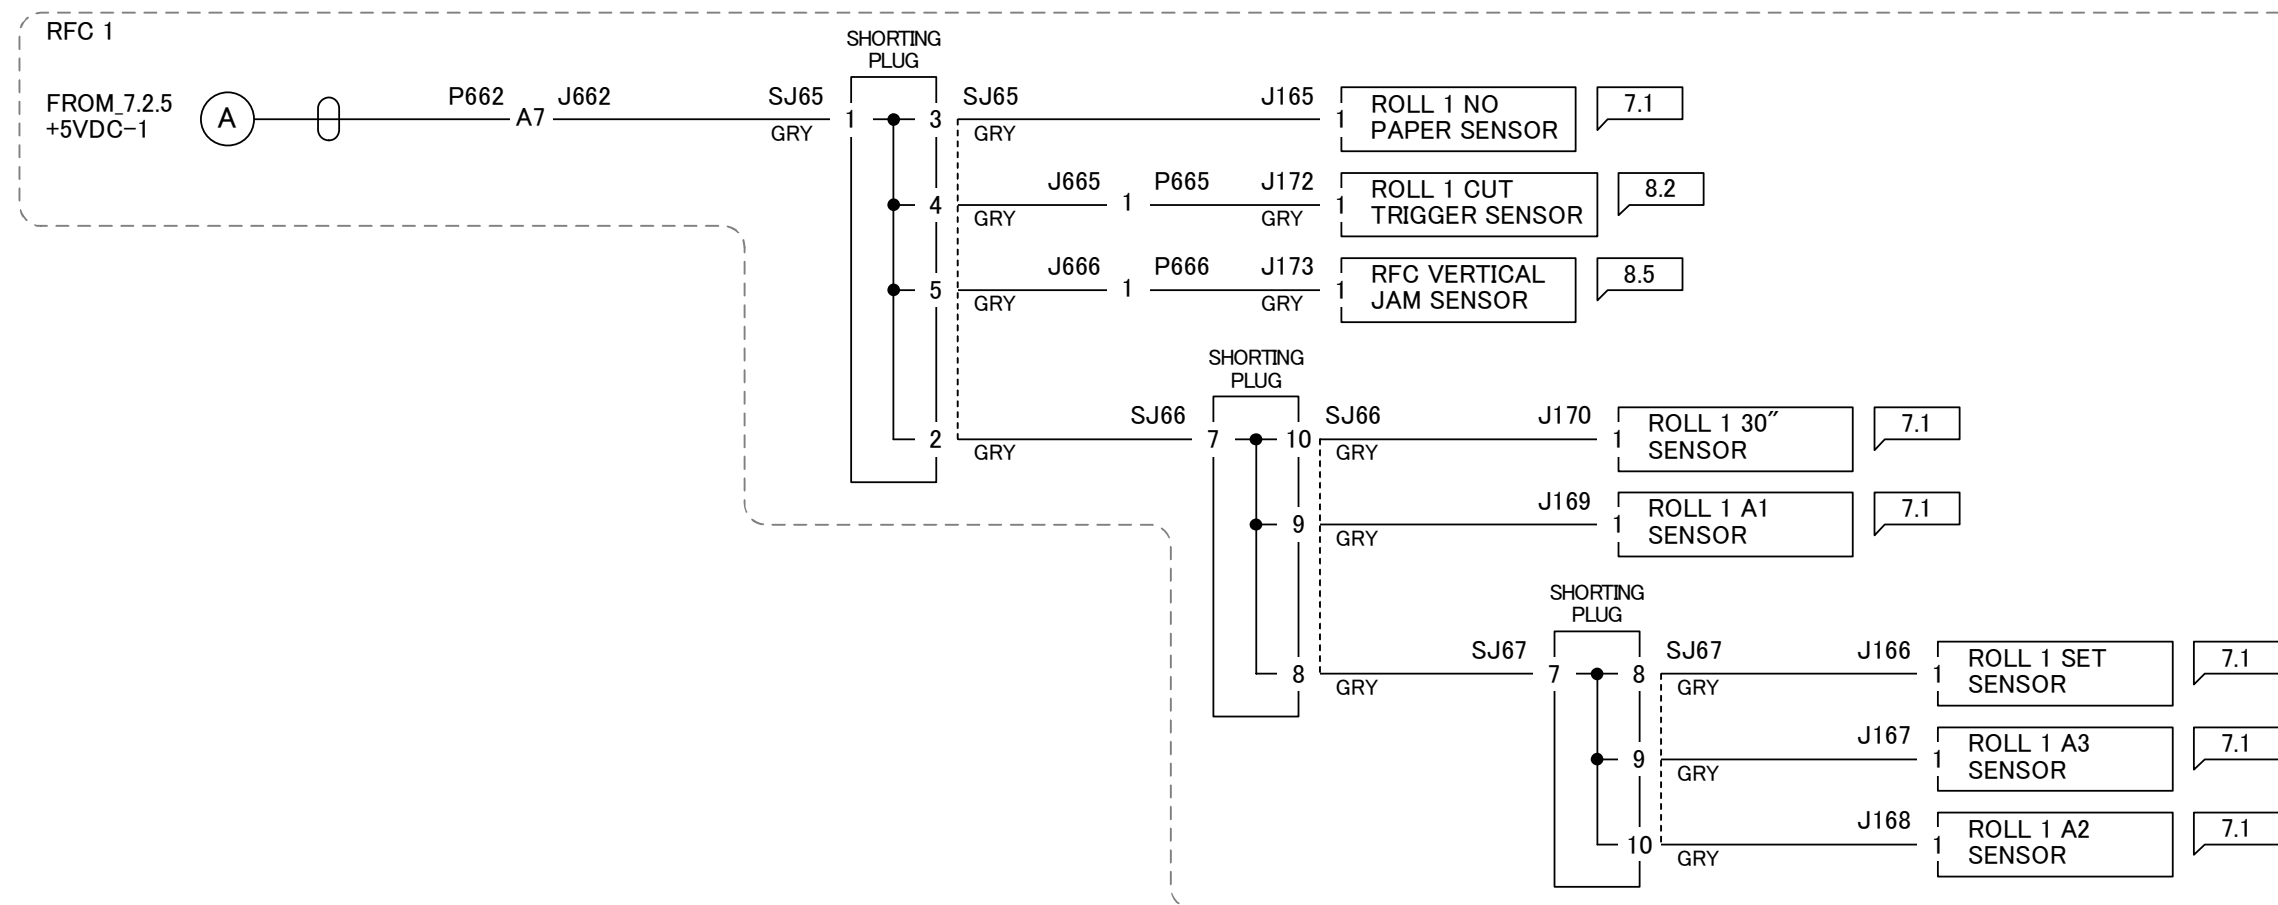 RFC 1
SHORTING
PLUG
FROM_7.2.5
+5VDC-1
A
P662
A7
J662
SJ65
GRY
1
3
SJ65
GRY
J165
1
ROLL 1 NO
PAPER SENSOR
7.1
4
GRY
J665
1
P665
J172
GRY
1
ROLL 1 CUT
TRIGGER SENSOR
8.2
5
GRY
J666
1
P666
J173
GRY
1
RFC VERTICAL
JAM SENSOR
8.5
SHORTING
PLUG
2
GRY
SJ66
7
10
SJ66
GRY
J170
1
ROLL 1 30″
SENSOR
7.1
9
GRY
J169
1
ROLL 1 A1
SENSOR
7.1
SHORTING
PLUG
8
GRY
SJ67
7
8
SJ67
GRY
J166
1
ROLL 1 SET
SENSOR
7.1
9
GRY
J167
1
ROLL 1 A3
SENSOR
7.1
10
GRY
J168
1
ROLL 1 A2
SENSOR
7.1